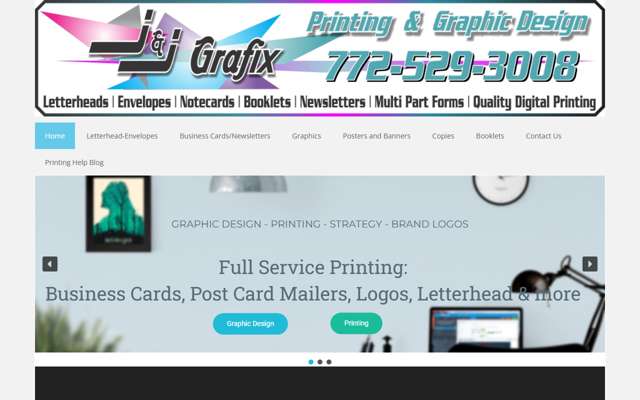 J&J Grafix
Printing & Graphic Design
772-529-3008
Letterheads | Envelopes | Notecards | Booklets | Newsletters | Multi Part Forms | Quality Digital Printing
Home
Letterhead-Envelopes
Business Cards/Newsletters
Graphics
Posters and Banners
Copies
Booklets
Contact Us
Printing Help Blog
GRAPHIC DESIGN - PRINTING - STRATEGY - BRAND LOGOS
Full Service Printing:
Business Cards, Post Card Mailers, Logos, Letterhead & more
Graphic Design
Printing